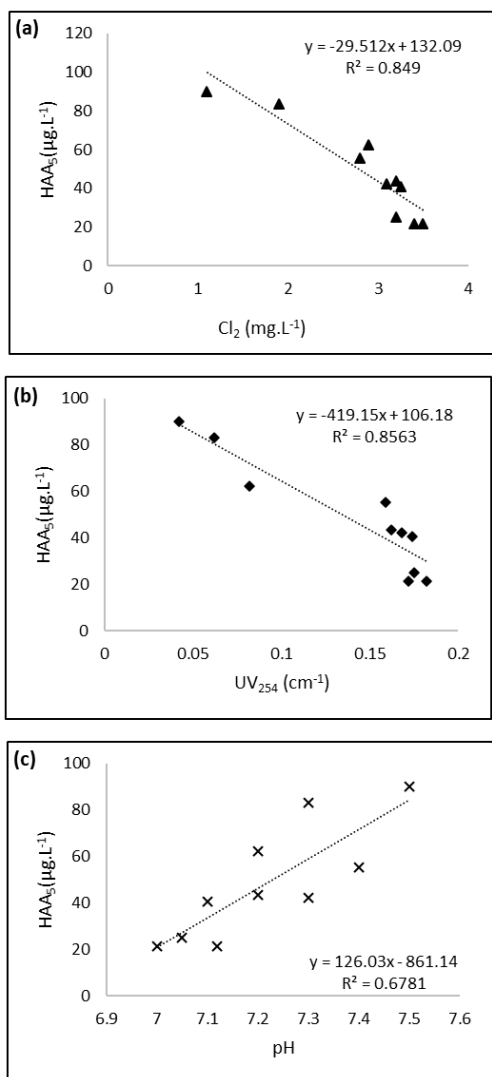 (a)
y = -29.512x + 132.09
R² = 0.849
HAA₅(µg.L⁻¹)
120
100
80
60
40
20
0
0 1 2 3 4
Cl₂ (mg.L⁻¹)
(b)
y = -419.15x + 106.18
R² = 0.8563
HAA₅(µg.L⁻¹)
100
80
60
40
20
0
0 0.05 0.1 0.15 0.2
UV₂₅₄ (cm⁻¹)
(c)
HAA₅(µg.L⁻¹)
100
80
60
40
20
0
y = 126.03x - 861.14
R² = 0.6781
6.9 7 7.1 7.2 7.3 7.4 7.5 7.6
pH